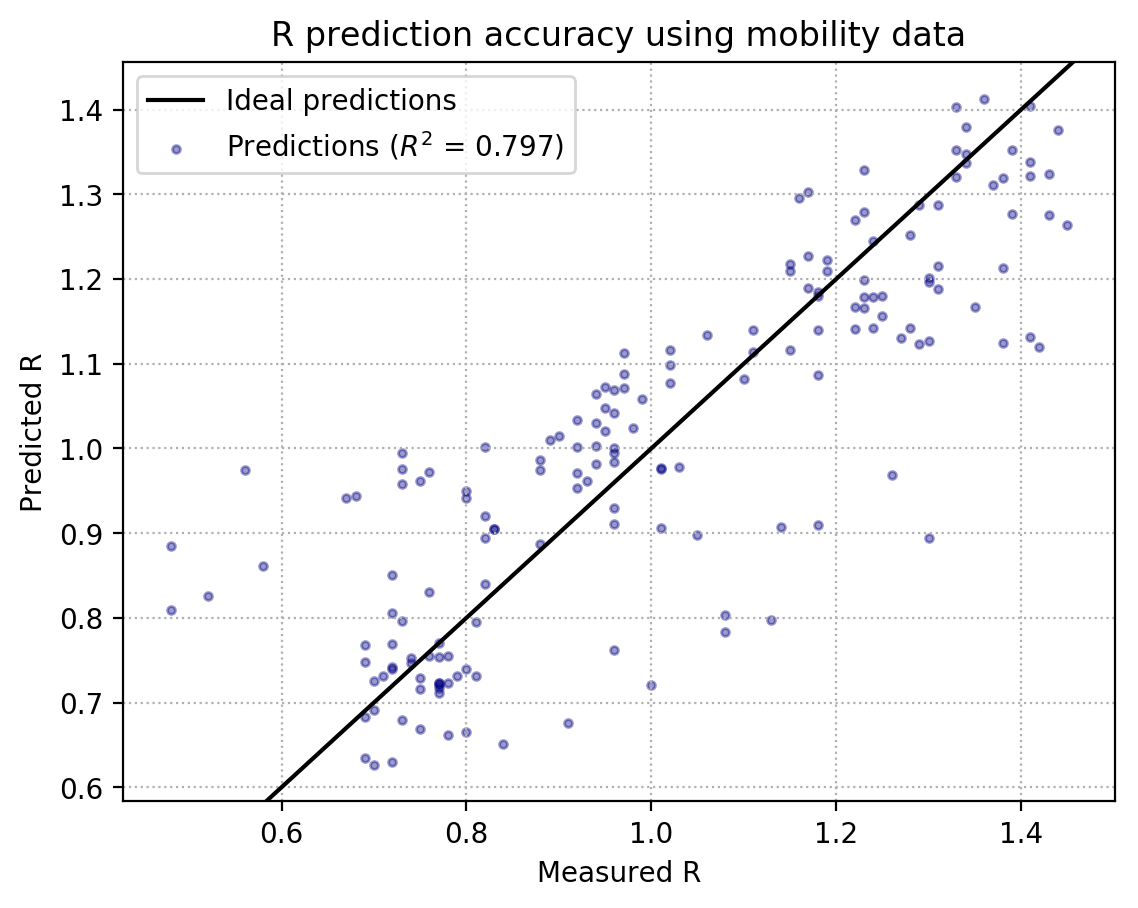 R prediction accuracy using mobility data
Ideal predictions
Predictions (R² = 0.797)
1.4
1.3
1.2
1.1
1.0
0.9
0.8
0.7
0.6
Predicted R
0.6 0.8 1.0 1.2 1.4
Measured R